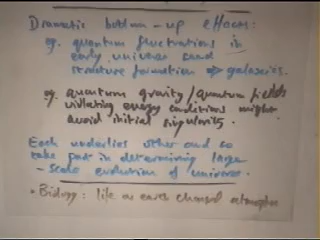 Dramatic bottom-up effects:
eg. quantum fluctuations in
early universe and
structure formation ⇒ galaxies.
eg. quantum gravity/quantum fields
violating energy conditions might
avoid initial singularity.
Each underlies other and so
take part in determining large
-scale evolution of universe.
• Biology: life on earth changed atmosphere